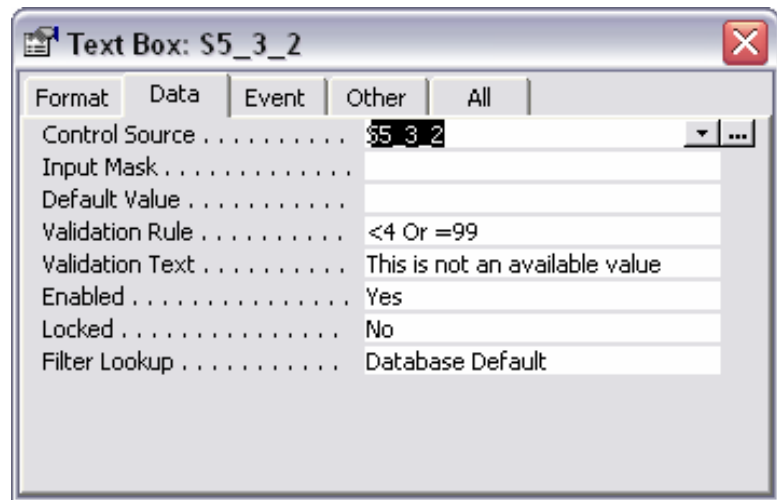 Text Box: S5_3_2
Format Data Event Other All
Control Source . . . . . . . . . . S5_3_2 ...
Input Mask . . . . . . . . . . . . .
Default Value . . . . . . . . . . .
Validation Rule . . . . . . . . . . <4 Or =99
Validation Text . . . . . . . . . . This is not an available value
Enabled . . . . . . . . . . . . . . . Yes
Locked . . . . . . . . . . . . . . . . No
Filter Lookup . . . . . . . . . . . Database Default